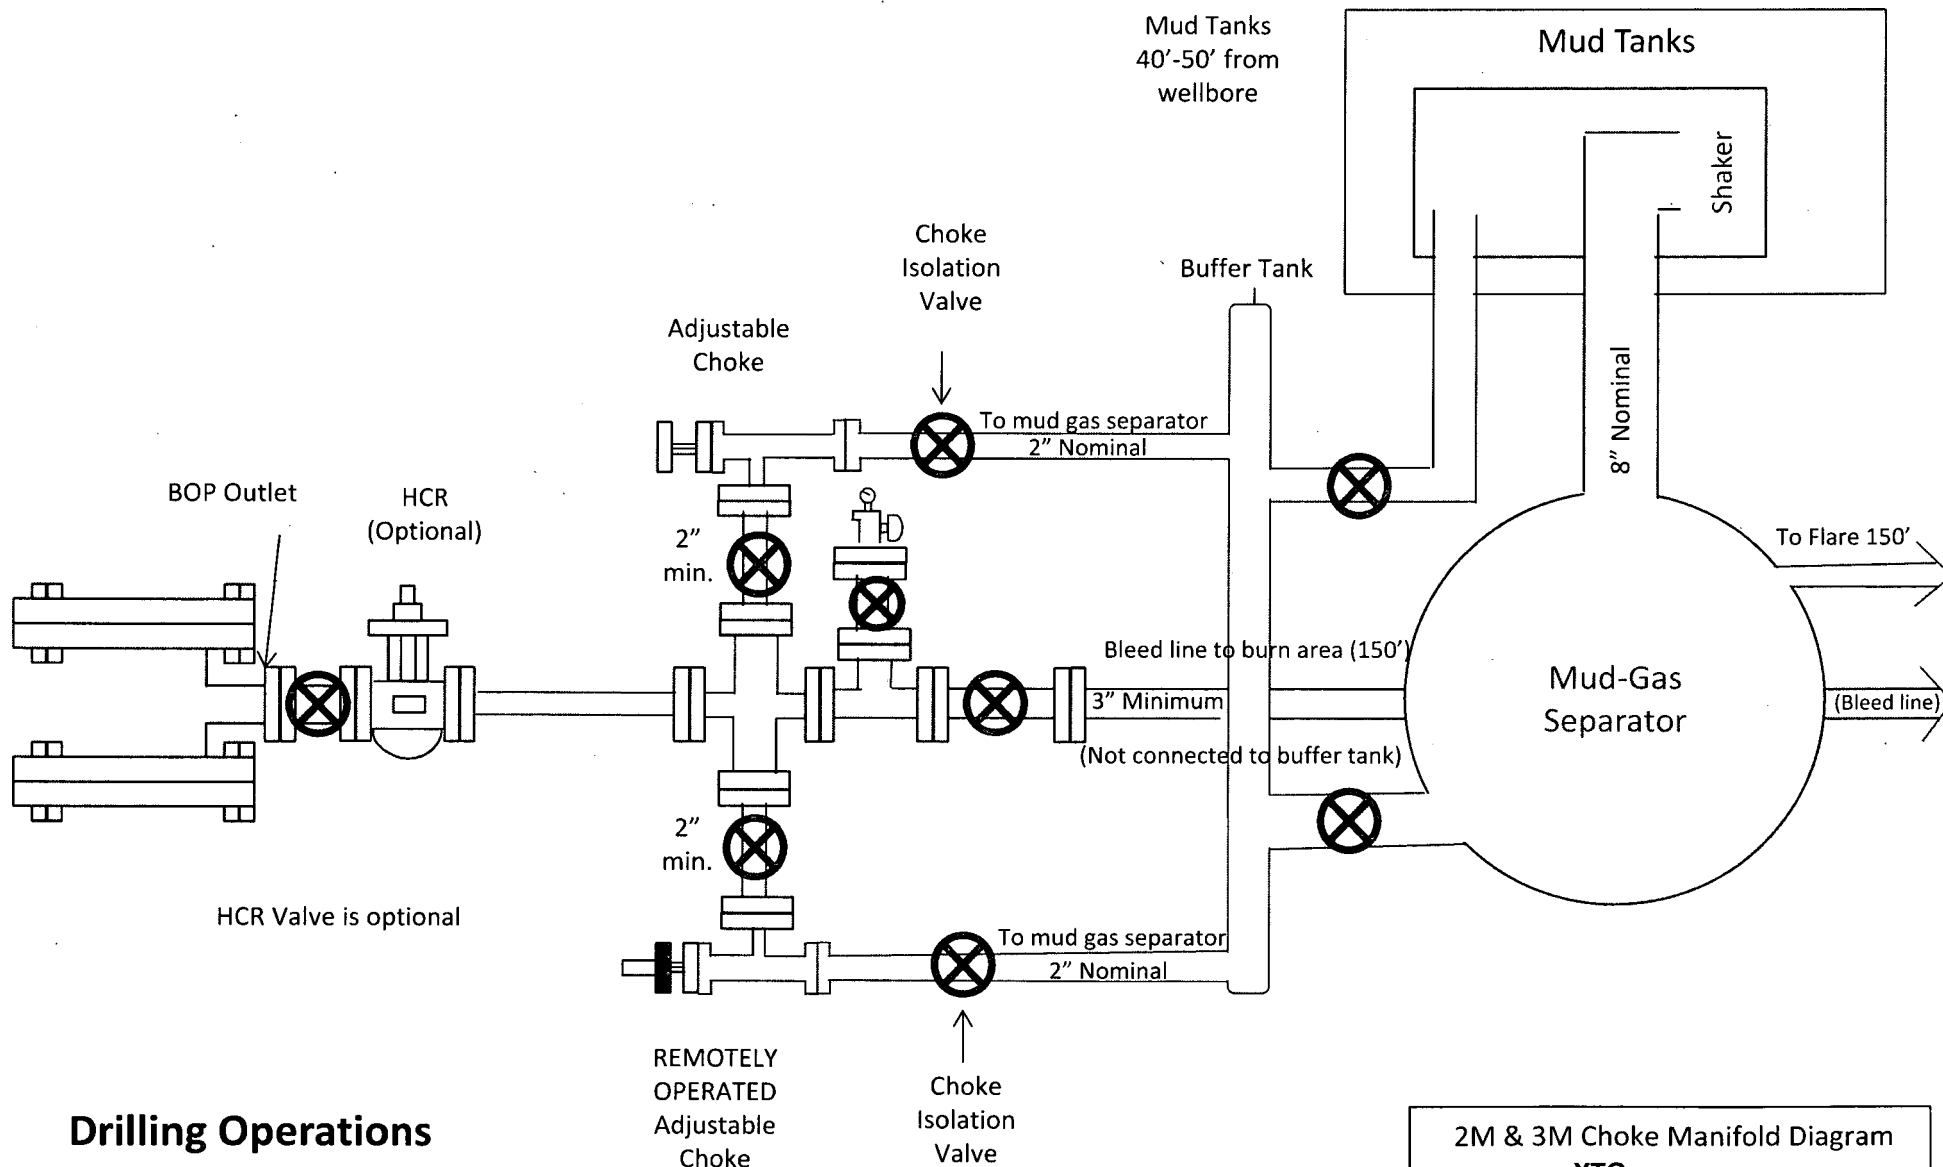 Mud Tanks
40'-50' from
wellbore
Mud Tanks
Shaker
Choke
Isolation
Valve
Buffer Tank
Adjustable
Choke
8” Nominal
To mud gas separator
2” Nominal
BOP Outlet
HCR
(Optional)
2”
min.
To Flare 150'
Bleed line to burn area (150')
3” Minimum
(Not connected to buffer tank)
Mud-Gas
Separator
(Bleed line)
2”
min.
HCR Valve is optional
To mud gas separator
2” Nominal
REMOTELY
OPERATED
Adjustable
Choke
Choke
Isolation
Valve
Drilling Operations
2M & 3M Choke Manifold Diagram
XTO